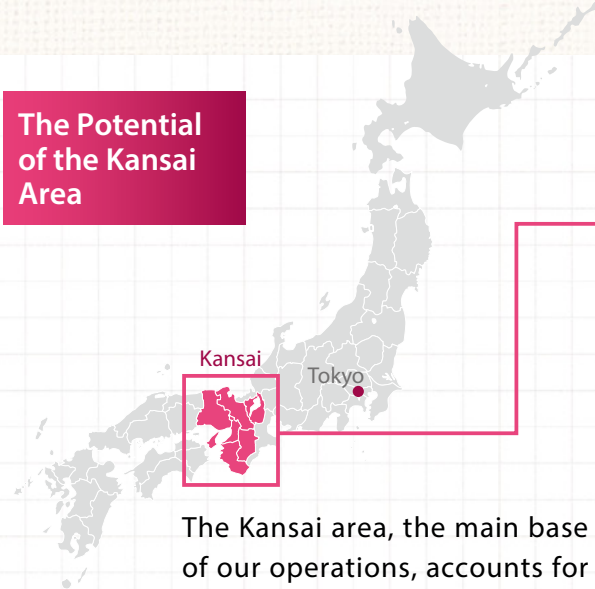 The Potential
of the Kansai
Area
Kansai
Tokyo
The Kansai area, the main base
of our operations, accounts for